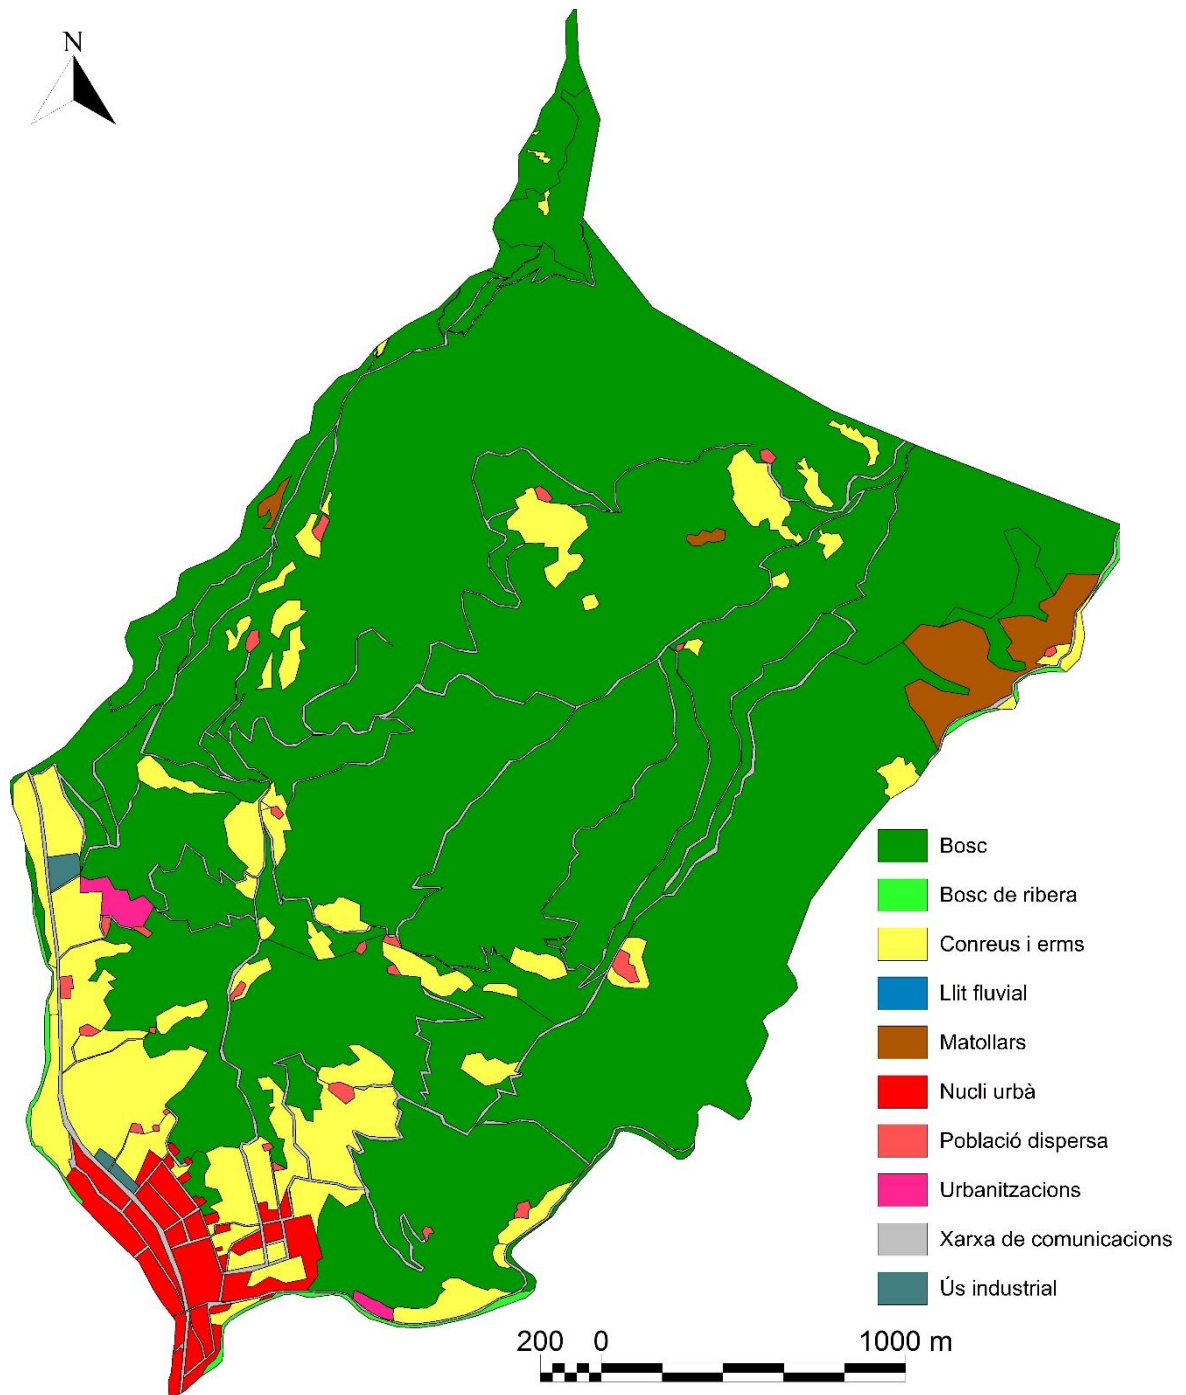 N
Bosc
Bosc de ribera
Conreus i erms
Llit fluvial
Matollars
Nucli urbà
Població dispersa
Urbanitzacions
Xarxa de comunicacions
Ús industrial
200 0 1000 m